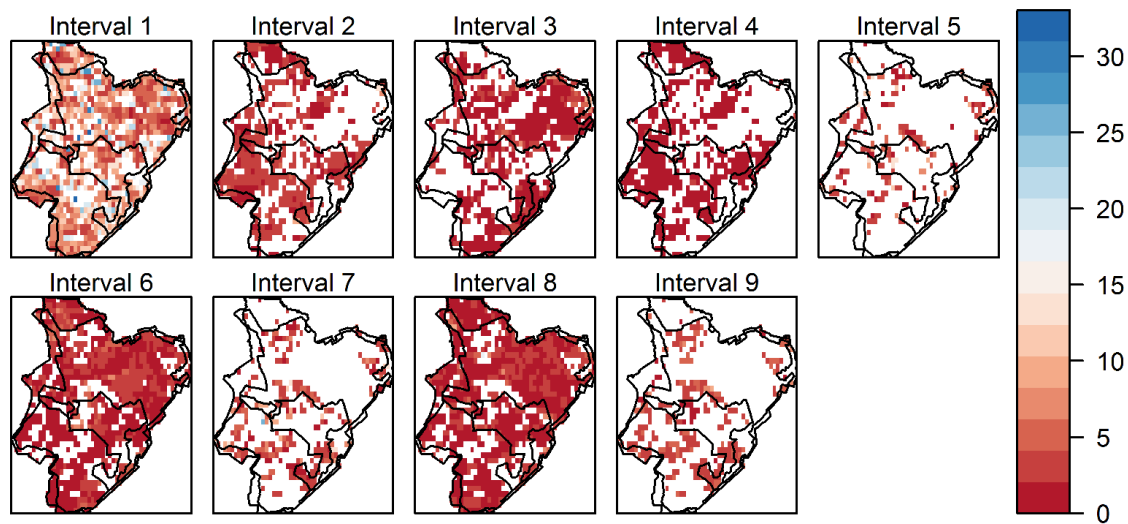 Interval 1
Interval 2
Interval 3
Interval 4
Interval 5
Interval 6
Interval 7
Interval 8
Interval 9
30
25
20
15
10
5
0